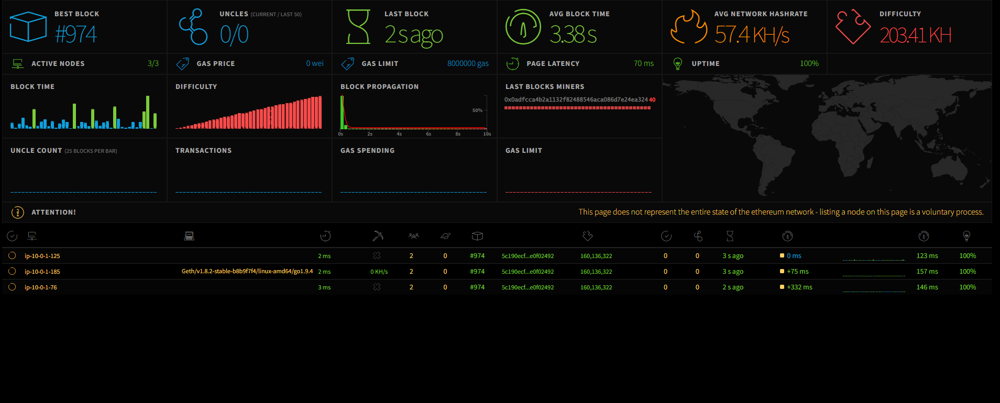 BEST BLOCK
#974
UNCLES (CURRENT / LAST 50)
0/0
LAST BLOCK
2 s ago
AVG BLOCK TIME
3.38 s
AVG NETWORK HASHRATE
57.4 KH/s
DIFFICULTY
203.41 KH
ACTIVE NODES 3/3
GAS PRICE 0 wei
GAS LIMIT 8000000 gas
PAGE LATENCY 70 ms
UPTIME 100%
BLOCK TIME
DIFFICULTY
BLOCK PROPAGATION
50%
0s 2s 4s 6s 8s 10s
LAST BLOCKS MINERS
0x0adfcca4b2a1132f82488546aca086d7e24ea324 40
UNCLE COUNT (25 BLOCKS PER BAR)
TRANSACTIONS
GAS SPENDING
GAS LIMIT
ATTENTION! This page does not represent the entire state of the ethereum network - listing a node on this page is a voluntary process.
ip-10-0-1-125 2 ms 2 0 #974 5c190ecf...e0f02492 160,136,322 0 0 3 s ago 0 ms 123 ms 100%
ip-10-0-1-185 Geth/v1.8.2-stable-b8b9f7f4/linux-amd64/go1.9.4 2 ms 0 KH/s 2 0 #974 5c190ecf...e0f02492 160,136,322 0 0 3 s ago +75 ms 157 ms 100%
ip-10-0-1-76 3 ms 2 0 #974 5c190ecf...e0f02492 160,136,322 0 0 2 s ago +332 ms 146 ms 100%